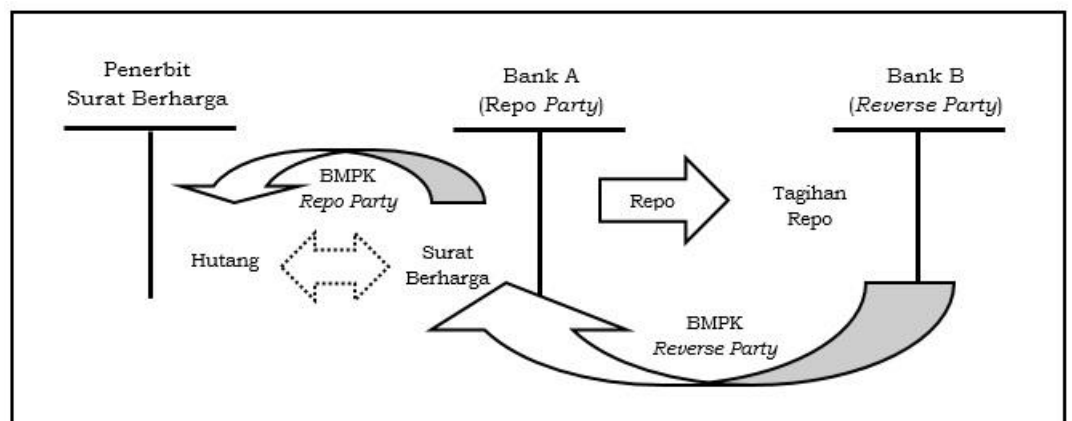 Penerbit
Surat Berharga
Bank A
(Repo Party)
Bank B
(Reverse Party)
BMPK
Repo Party
Repo
Tagihan
Repo
Hutang
Surat
Berharga
BMPK
Reverse Party